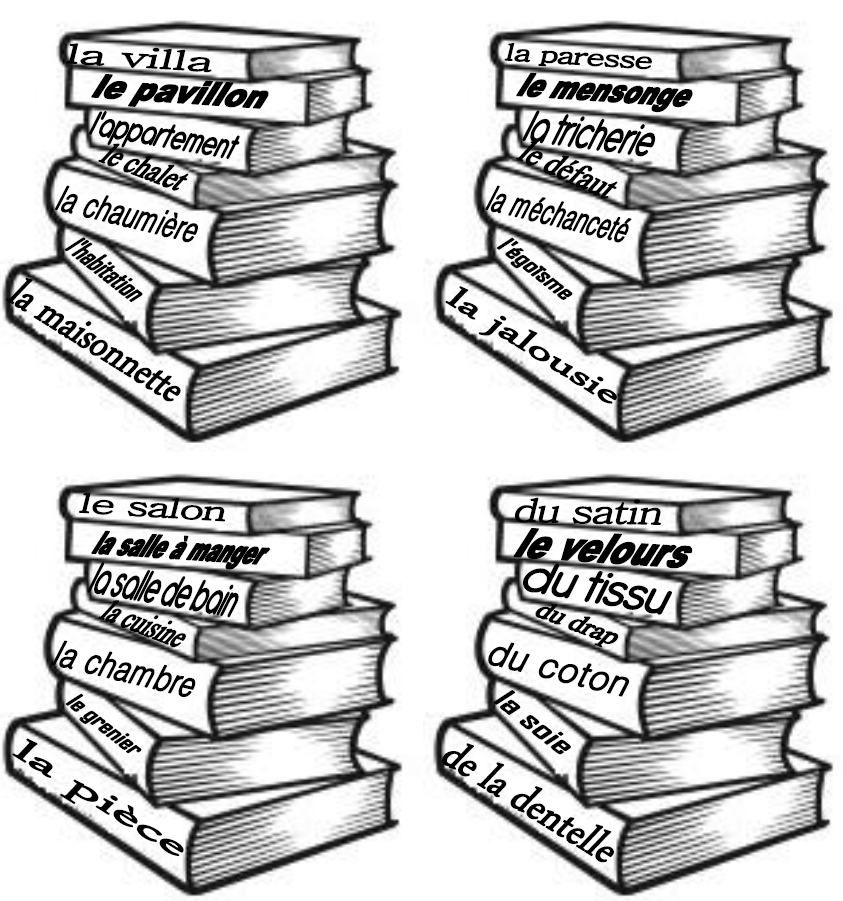 la villa
le pavillon
l'appartement
le chalet
la chaumière
l'habitation
la maisonnette
la paresse
le mensonge
la tricherie
le défaut
la méchanceté
l'égoïsme
la jalousie
le salon
la salle à manger
la salle de bain
la cuisine
la chambre
le grenier
la pièce
du satin
le velours
du tissu
du drap
du coton
la soie
de la dentelle